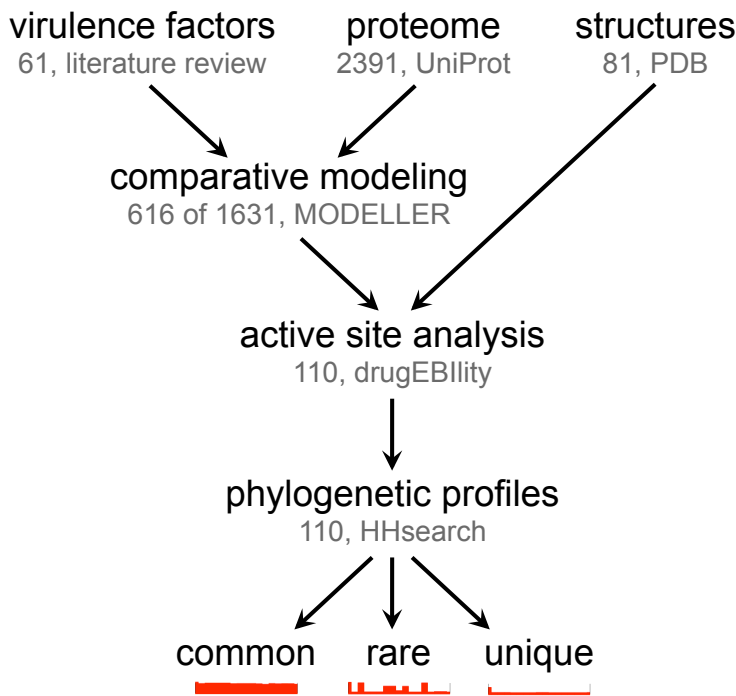 virulence factors
61, literature review
proteome
2391, UniProt
structures
81, PDB
comparative modeling
616 of 1631, MODELLER
active site analysis
110, drugEBIlity
phylogenetic profiles
110, HHsearch
common
rare
unique